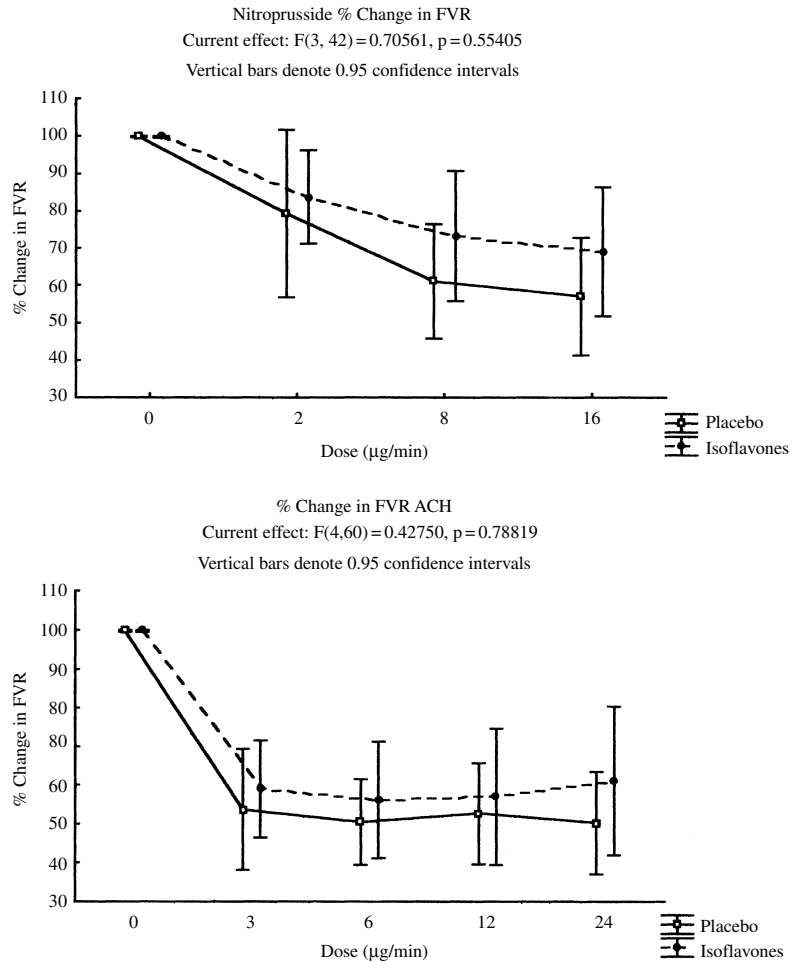 Nitroprusside % Change in FVR
Current effect: F(3, 42) = 0.70561, p = 0.55405
Vertical bars denote 0.95 confidence intervals
110
100
90
80
70
60
50
40
30
% Change in FVR
0 2 8 16
Dose (µg/min)
Placebo
Isoflavones
% Change in FVR ACH
Current effect: F(4,60) = 0.42750, p = 0.78819
Vertical bars denote 0.95 confidence intervals
110
100
80
80
60
50
40
30
% Change in FVR
0 3 6 12 24
Dose (µg/min)
Placebo
Isoflavones